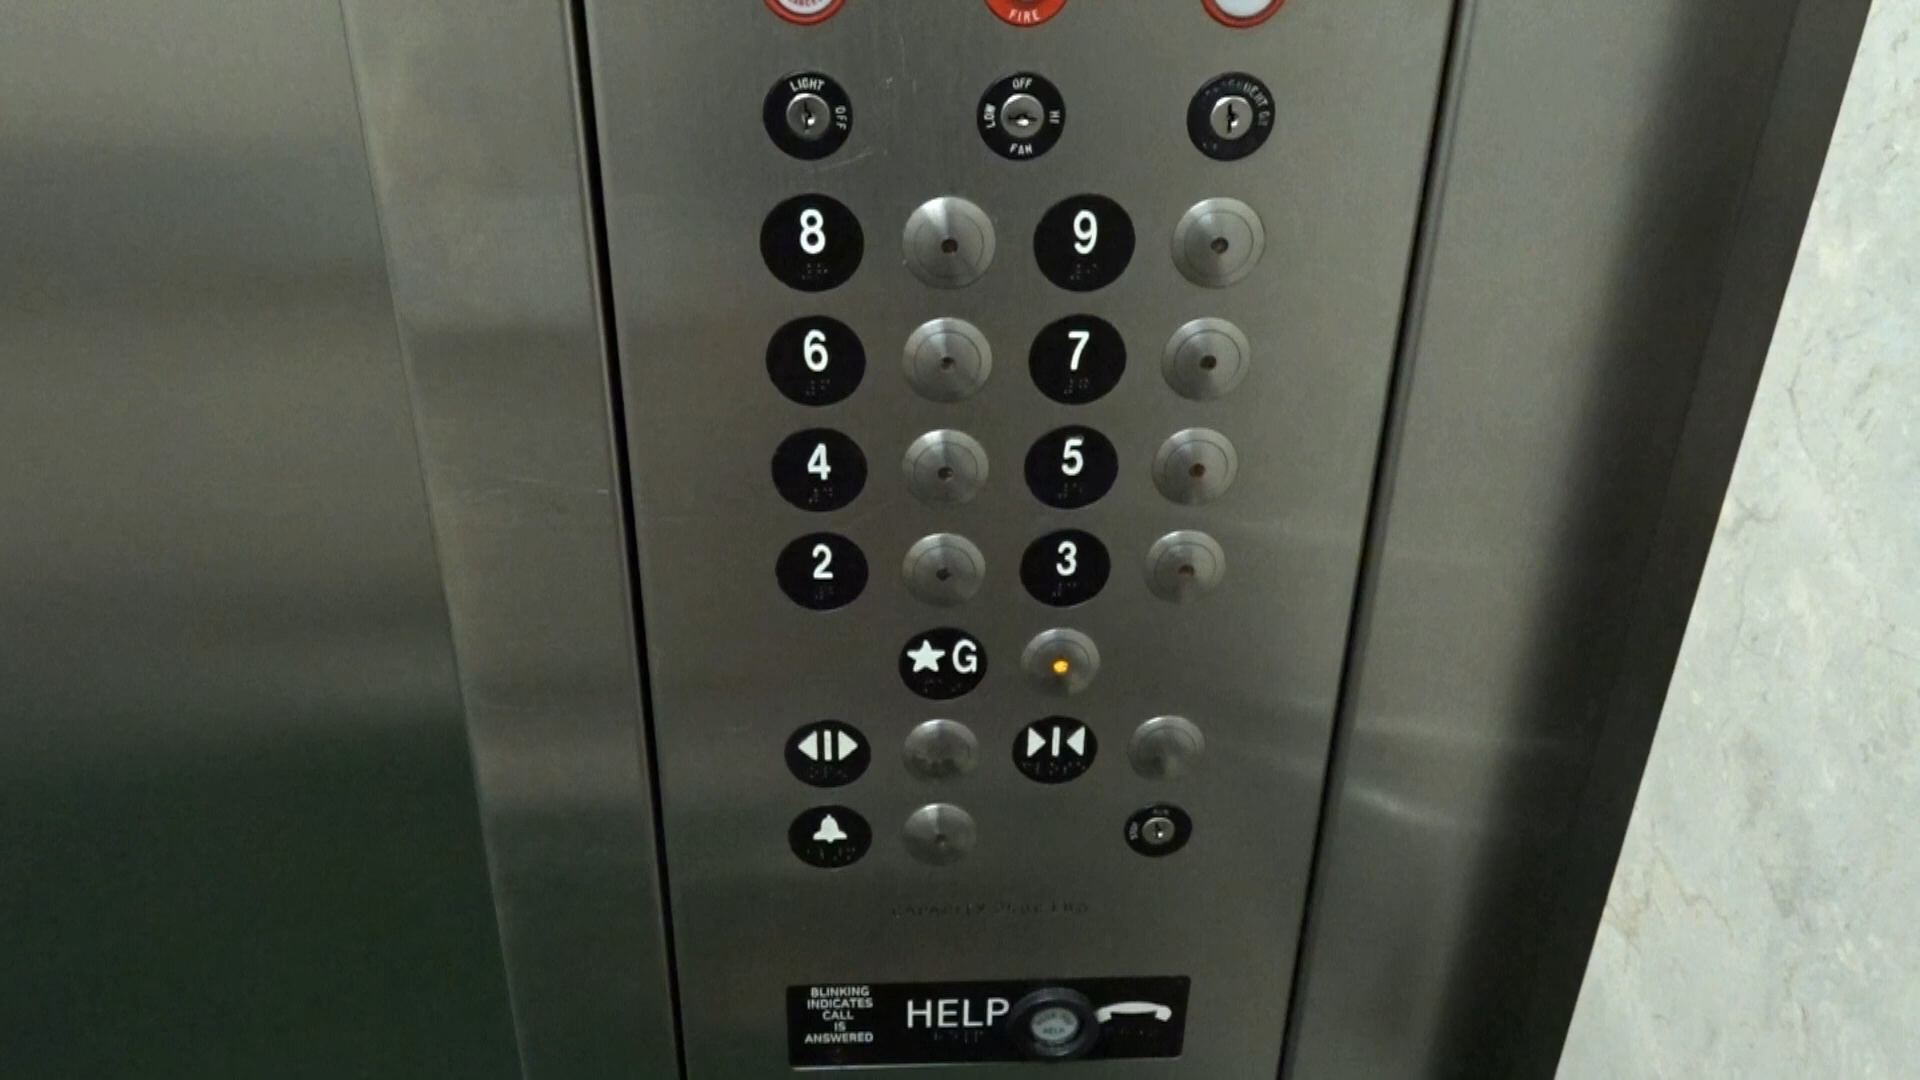 FIRE
LIGHT
OFF
OFF
LOW
HI
FAN
8
9
6
7
4
5
2
3
★G
CAPACITY
BLINKING
INDICATES
CALL
IS
ANSWERED
HELP